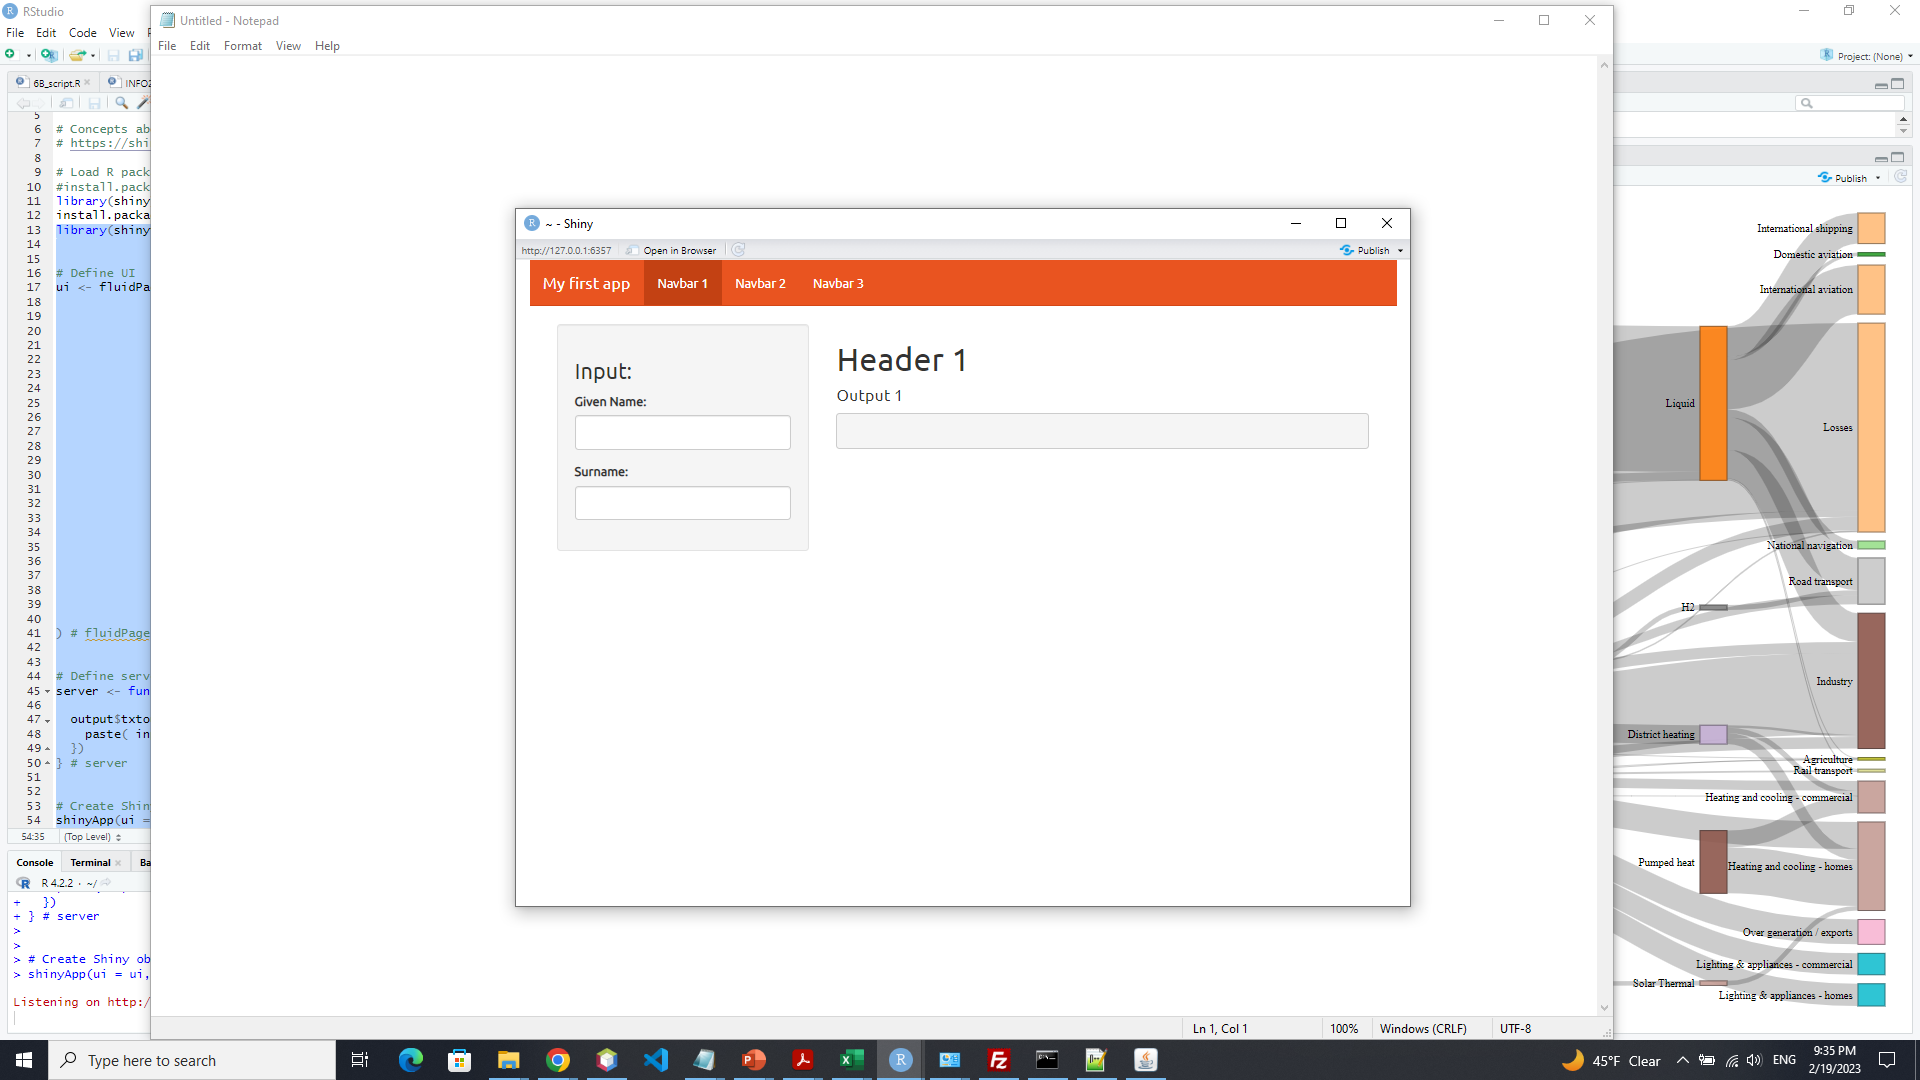 RStudio
File Edit Code View
Project: (None)
6B_script.R
5
6 # Concepts ab
7 # https://shi
8
9 # Load R pack
10 #install.pack
11 library(shiny
12 install.packa
13 library(shiny
14
15
16 # Define UI
17 ui <- fluidPa
18
19
20
21
22
23
24
25
26
27
28
29
30
31
32
33
34
35
36
37
38
39
40
41 ) # fluidPage
42
43
44 # Define serv
45 server <- fun
46
47 output$txto
48 paste( in
49 })
50 } # server
51
52
53 # Create Shin
54 shinyApp(ui =
54:35 (Top Level)
Console Terminal Ba
R 4.2.2 · ~/
+ })
+ } # server
>
>
> # Create Shiny ob
> shinyApp(ui = ui,
Listening on http:/
Untitled - Notepad
File Edit Format View Help
Ln 1, Col 1 100% Windows (CRLF) UTF-8
~ - Shiny
http://127.0.0.1:6357 Open in Browser Publish
My first app Navbar 1 Navbar 2 Navbar 3
Input:
Given Name:
Surname:
Header 1
Output 1
Publish
International shipping
Domestic aviation
International aviation
Liquid
Losses
National navigation
Road transport
H2
Industry
District heating
Agriculture
Rail transport
Heating and cooling - commercial
Pumped heat
Heating and cooling - homes
Over generation / exports
Lighting & appliances - commercial
Solar Thermal
Lighting & appliances - homes
Type here to search
45°F Clear
ENG
9:35 PM
2/19/2023